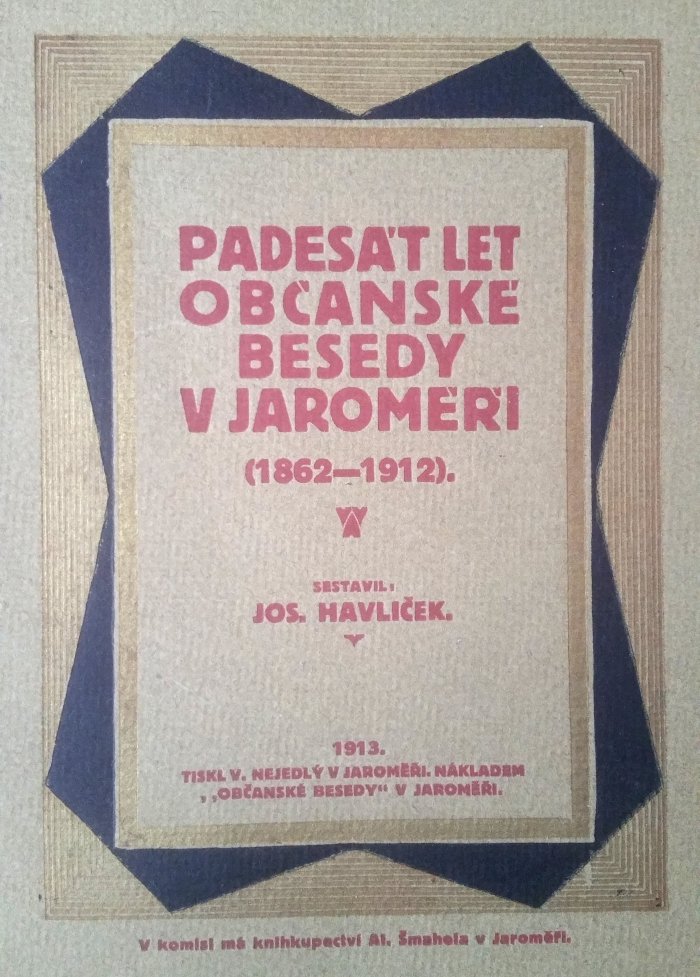 PADESÁT LET
OBČANSKÉ
BESEDY
V JAROMĚŘI
(1862—1912).
SESTAVIL:
JOS. HAVLIČEK.
1913.
TISKL V. NEJEDLÝ V JAROMĚŘI. NÁKLADEM
„OBČANSKÉ BESEDY“ V JAROMĚŘI.
V komisi má knihkupectví Al. Šmahela v Jaroměři.